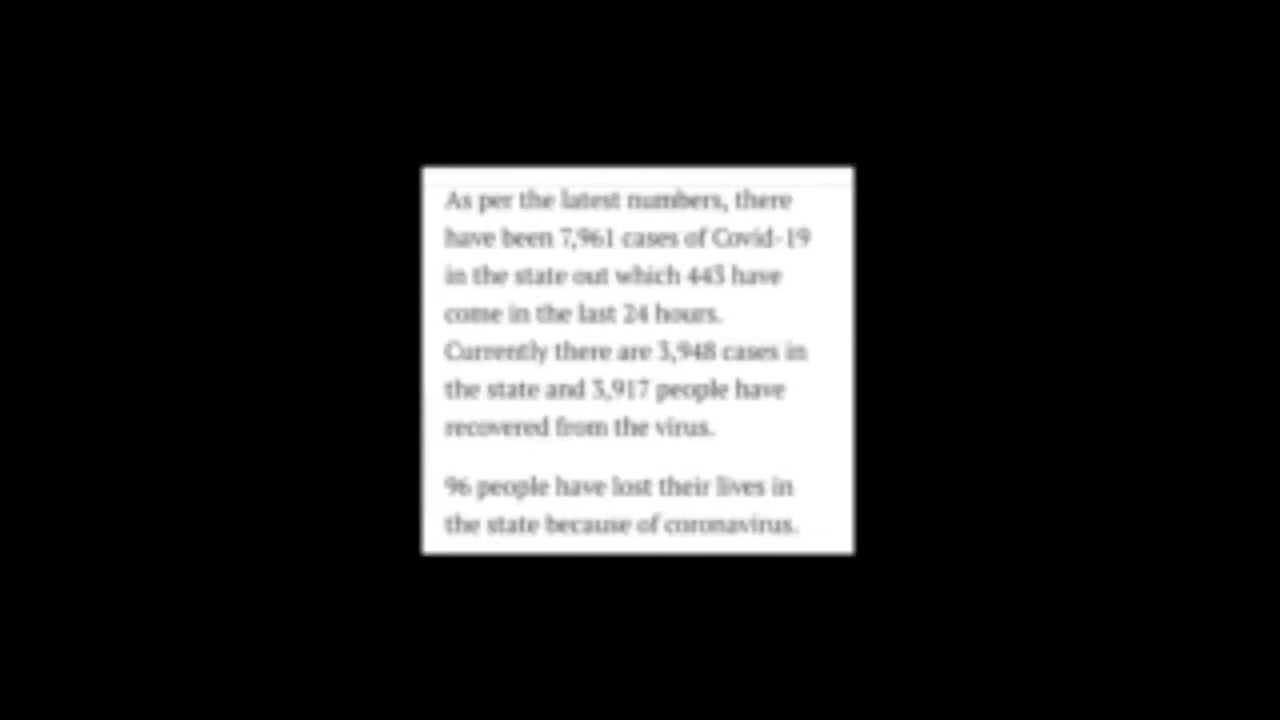 As per the latest numbers, there
have been 7,961 cases of Covid-19
in the state out which 443 have
come in the last 24 hours.
Currently there are 3,948 cases in
the state and 3,917 people have
recovered from the virus.
96 people have lost their lives in
the state because of coronavirus.